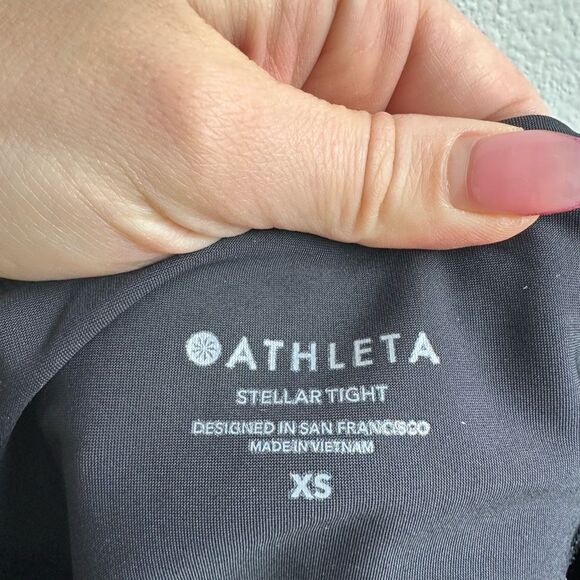 ATHLETA
STELLAR TIGHT
DESIGNED IN SAN FRANCISCO
MADE IN VIETNAM
XS